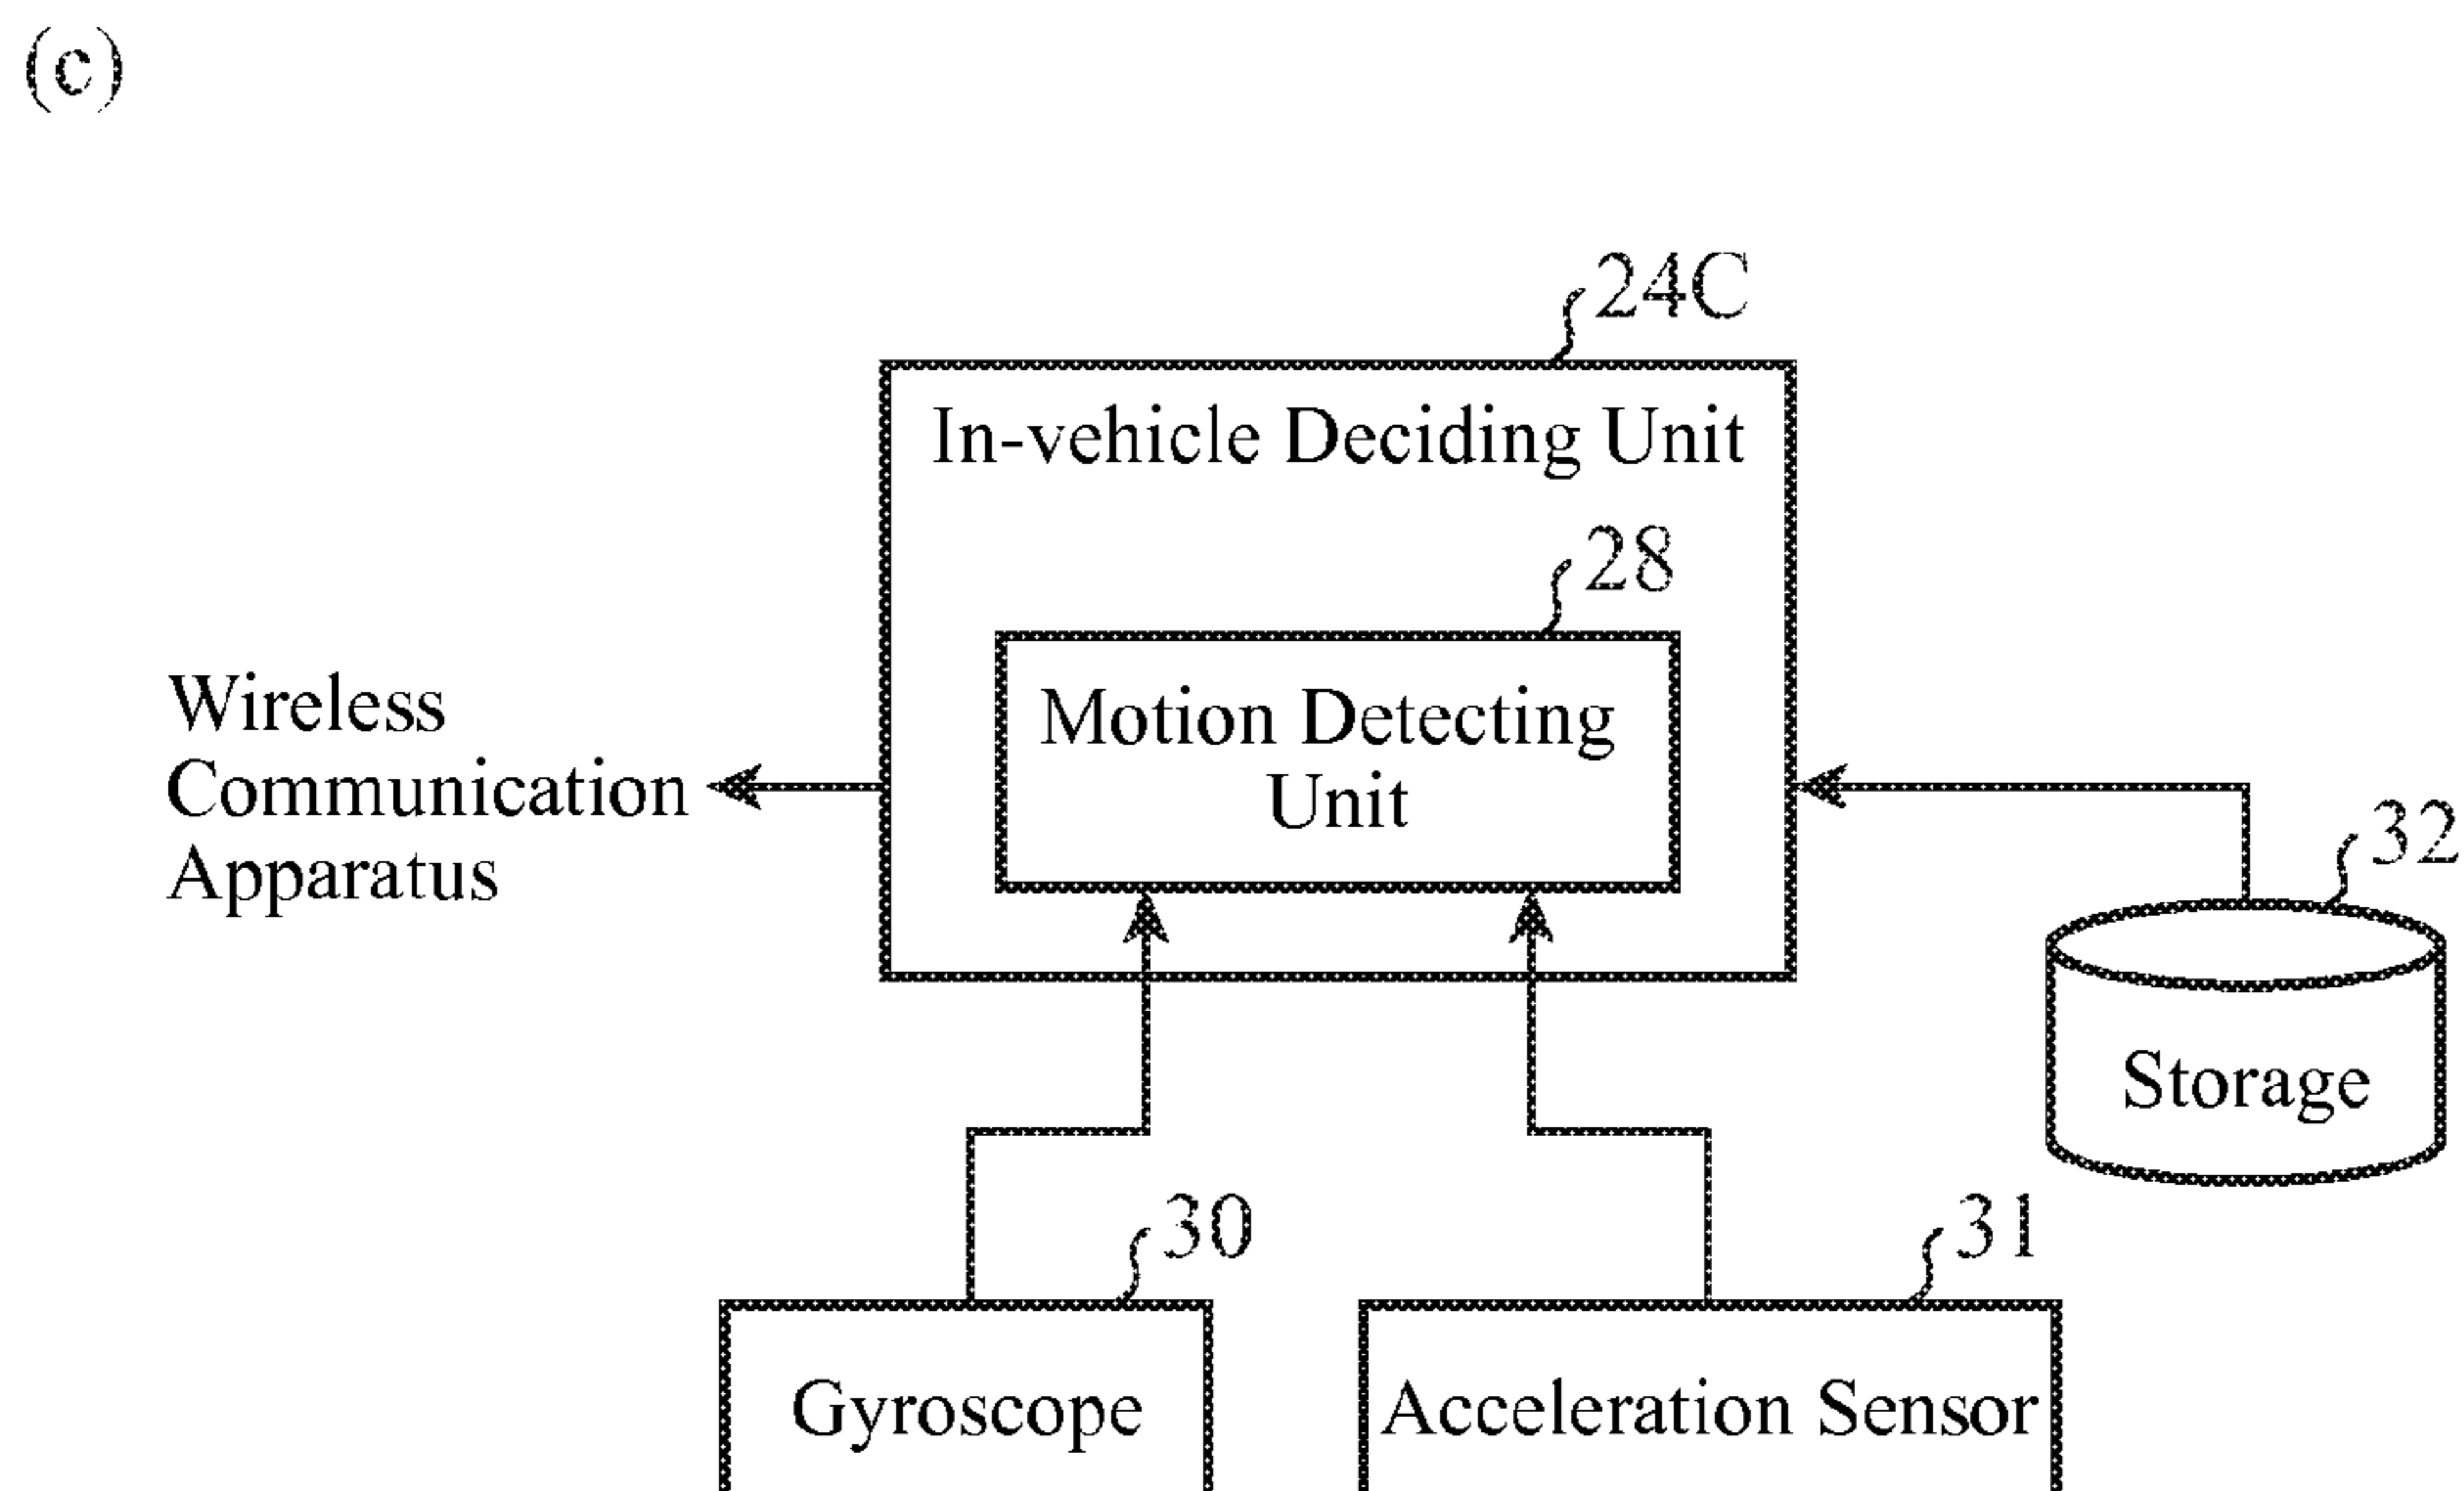 (c)
24C
In-vehicle Deciding Unit
28
Motion Detecting
Unit
Wireless
Communication
Apparatus
32
Storage
30
31
Gyroscope
Acceleration Sensor